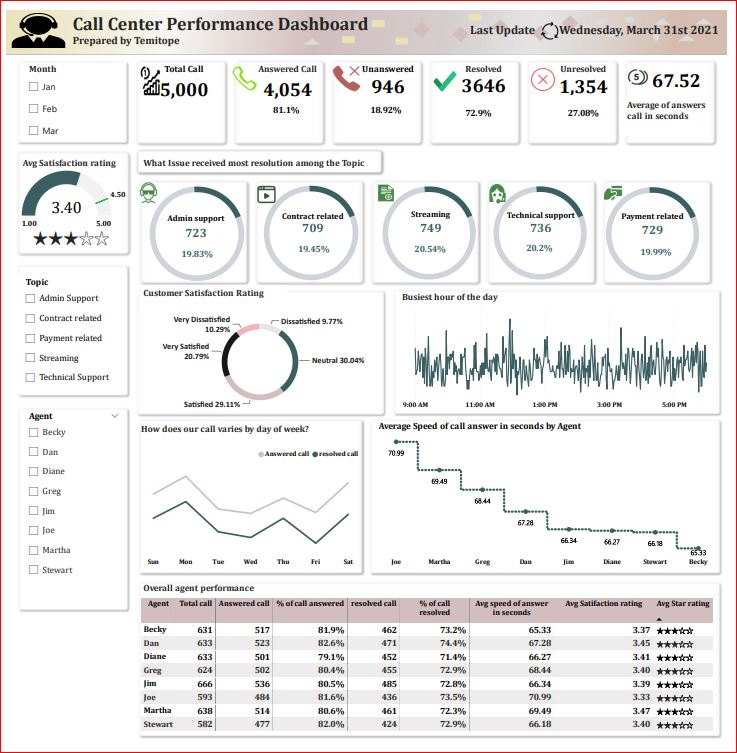 Call Center Performance Dashboard
Prepared by Temitope
Last Update Wednesday, March 31st 2021
Month
Jan
Feb
Mar
Total Call
5,000
Answered Call
4,054
81.1%
Unanswered
946
18.92%
Resolved
3646
72.9%
Unresolved
1,354
27.08%
67.52
Average of answers
call in seconds
Avg Satisfaction rating
4.50
3.40
1.00 5.00
What Issue received most resolution among the Topic
Admin support
723
19.83%
Contract related
709
19.45%
Streaming
749
20.54%
Technical support
736
20.2%
Payment related
729
19.99%
Topic
Admin Support
Contract related
Payment related
Streaming
Technical Support
Customer Satisfaction Rating
Very Dissatisfied
10.29%
Dissatisfied 9.77%
Very Satisfied
20.79%
Neutral 30.04%
Satisfied 29.11%
Busiest hour of the day
9:00 AM 11:00 AM 1:00 PM 3:00 PM 5:00 PM
Agent
Becky
Dan
Diane
Greg
Jim
Joe
Martha
Stewart
How does our call varies by day of week?
Answered call resolved call
Sun Mon Tue Wed Thu Fri Sat
Average Speed of call answer in seconds by Agent
70.99
69.49
68.44
67.28
66.34
66.27
66.18
65.33
Joe Martha Greg Dan Jim Diane Stewart Becky
Overall agent performance
Agent Total call Answered call % of call answered resolved call % of call resolved Avg speed of answer in seconds Avg Satifaction rating Avg Star rating
Becky 631 517 81.9% 462 73.2% 65.33 3.37 ★★★☆☆
Dan 633 523 82.6% 471 74.4% 67.28 3.45 ★★★☆☆
Diane 633 501 79.1% 452 71.4% 66.27 3.41 ★★★☆☆
Greg 624 502 80.4% 455 72.9% 68.44 3.40 ★★★☆☆
Jim 666 536 80.5% 485 72.8% 66.34 3.39 ★★★☆☆
Joe 593 484 81.6% 436 73.5% 70.99 3.33 ★★★☆☆
Martha 638 514 80.6% 461 72.3% 69.49 3.47 ★★★☆☆
Stewart 582 477 82.0% 424 72.9% 66.18 3.40 ★★★☆☆